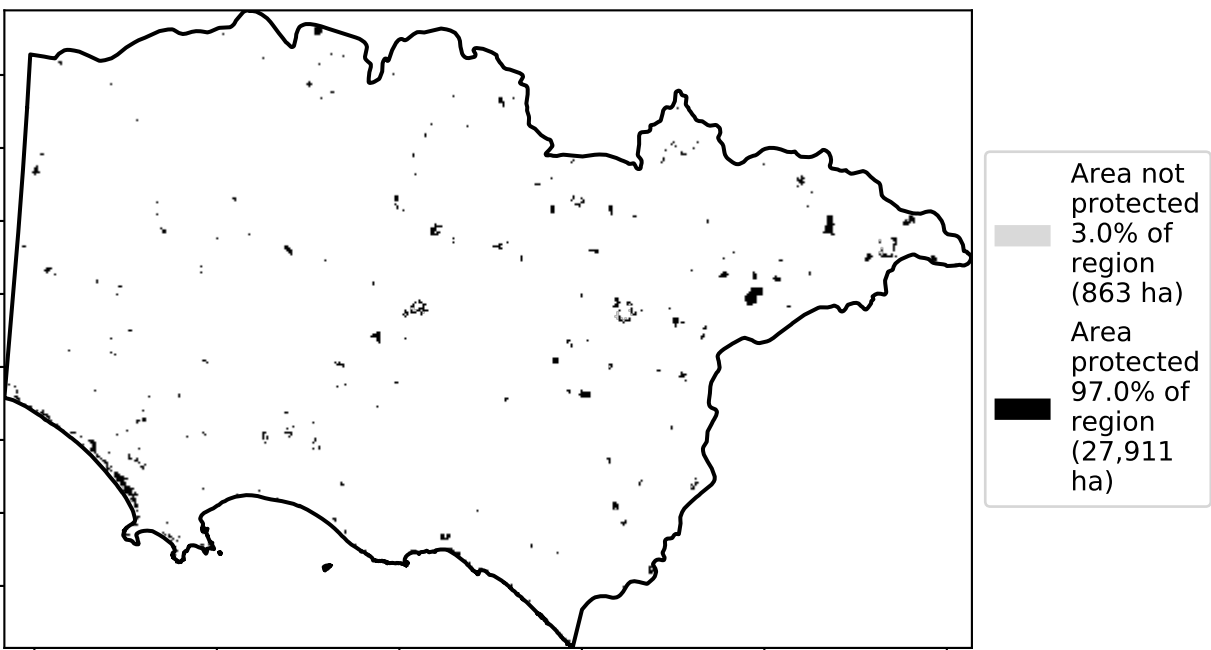 Area not
protected
3.0% of
region
(863 ha)
Area
protected
97.0% of
region
(27,911
ha)